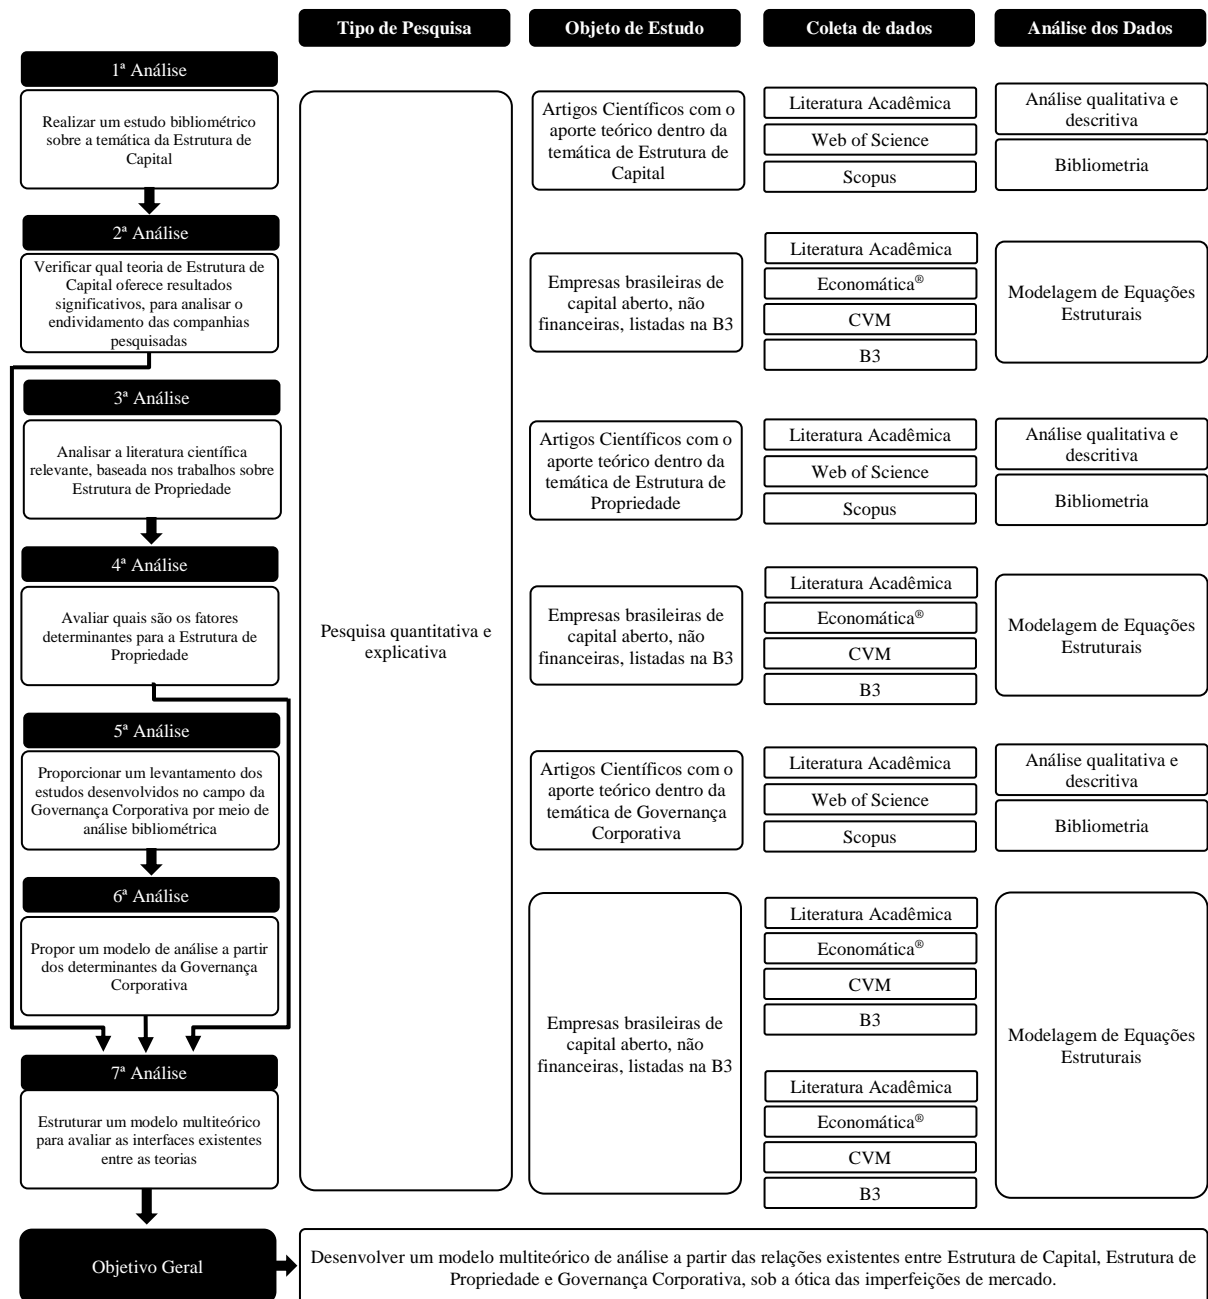 Tipo de Pesquisa
Objeto de Estudo
Coleta de dados
Análise dos Dados
1ª Análise
Realizar um estudo bibliométrico
sobre a temática da Estrutura de
Capital
2ª Análise
Verificar qual teoria de Estrutura de
Capital oferece resultados
significativos, para analisar o
endividamento das companhias
pesquisadas
3ª Análise
Analisar a literatura científica
relevante, baseada nos trabalhos sobre
Estrutura de Propriedade
4ª Análise
Avaliar quais são os fatores
determinantes para a Estrutura de
Propriedade
5ª Análise
Proporcionar um levantamento dos
estudos desenvolvidos no campo da
Governança Corporativa por meio de
análise bibliométrica
6ª Análise
Propor um modelo de análise a partir
dos determinantes da Governança
Corporativa
7ª Análise
Estruturar um modelo multiteórico
para avaliar as interfaces existentes
entre as teorias
Pesquisa quantitativa e
explicativa
Artigos Científicos com o
aporte teórico dentro da
temática de Estrutura de
Capital
Literatura Acadêmica
Web of Science
Scopus
Análise qualitativa e
descritiva
Bibliometria
Empresas brasileiras de
capital aberto, não
financeiras, listadas na B3
Literatura Acadêmica
Economática®
CVM
B3
Modelagem de Equações
Estruturais
Artigos Científicos com o
aporte teórico dentro da
temática de Estrutura de
Propriedade
Literatura Acadêmica
Web of Science
Scopus
Análise qualitativa e
descritiva
Bibliometria
Empresas brasileiras de
capital aberto, não
financeiras, listadas na B3
Literatura Acadêmica
Economática®
CVM
B3
Modelagem de Equações
Estruturais
Artigos Científicos com o
aporte teórico dentro da
temática de Governança
Corporativa
Literatura Acadêmica
Web of Science
Scopus
Análise qualitativa e
descritiva
Bibliometria
Empresas brasileiras de
capital aberto, não
financeiras, listadas na B3
Literatura Acadêmica
Economática®
CVM
B3
Literatura Acadêmica
Economática®
CVM
B3
Modelagem de Equações
Estruturais
Objetivo Geral
Desenvolver um modelo multiteórico de análise a partir das relações existentes entre Estrutura de Capital, Estrutura de
Propriedade e Governança Corporativa, sob a ótica das imperfeições de mercado.